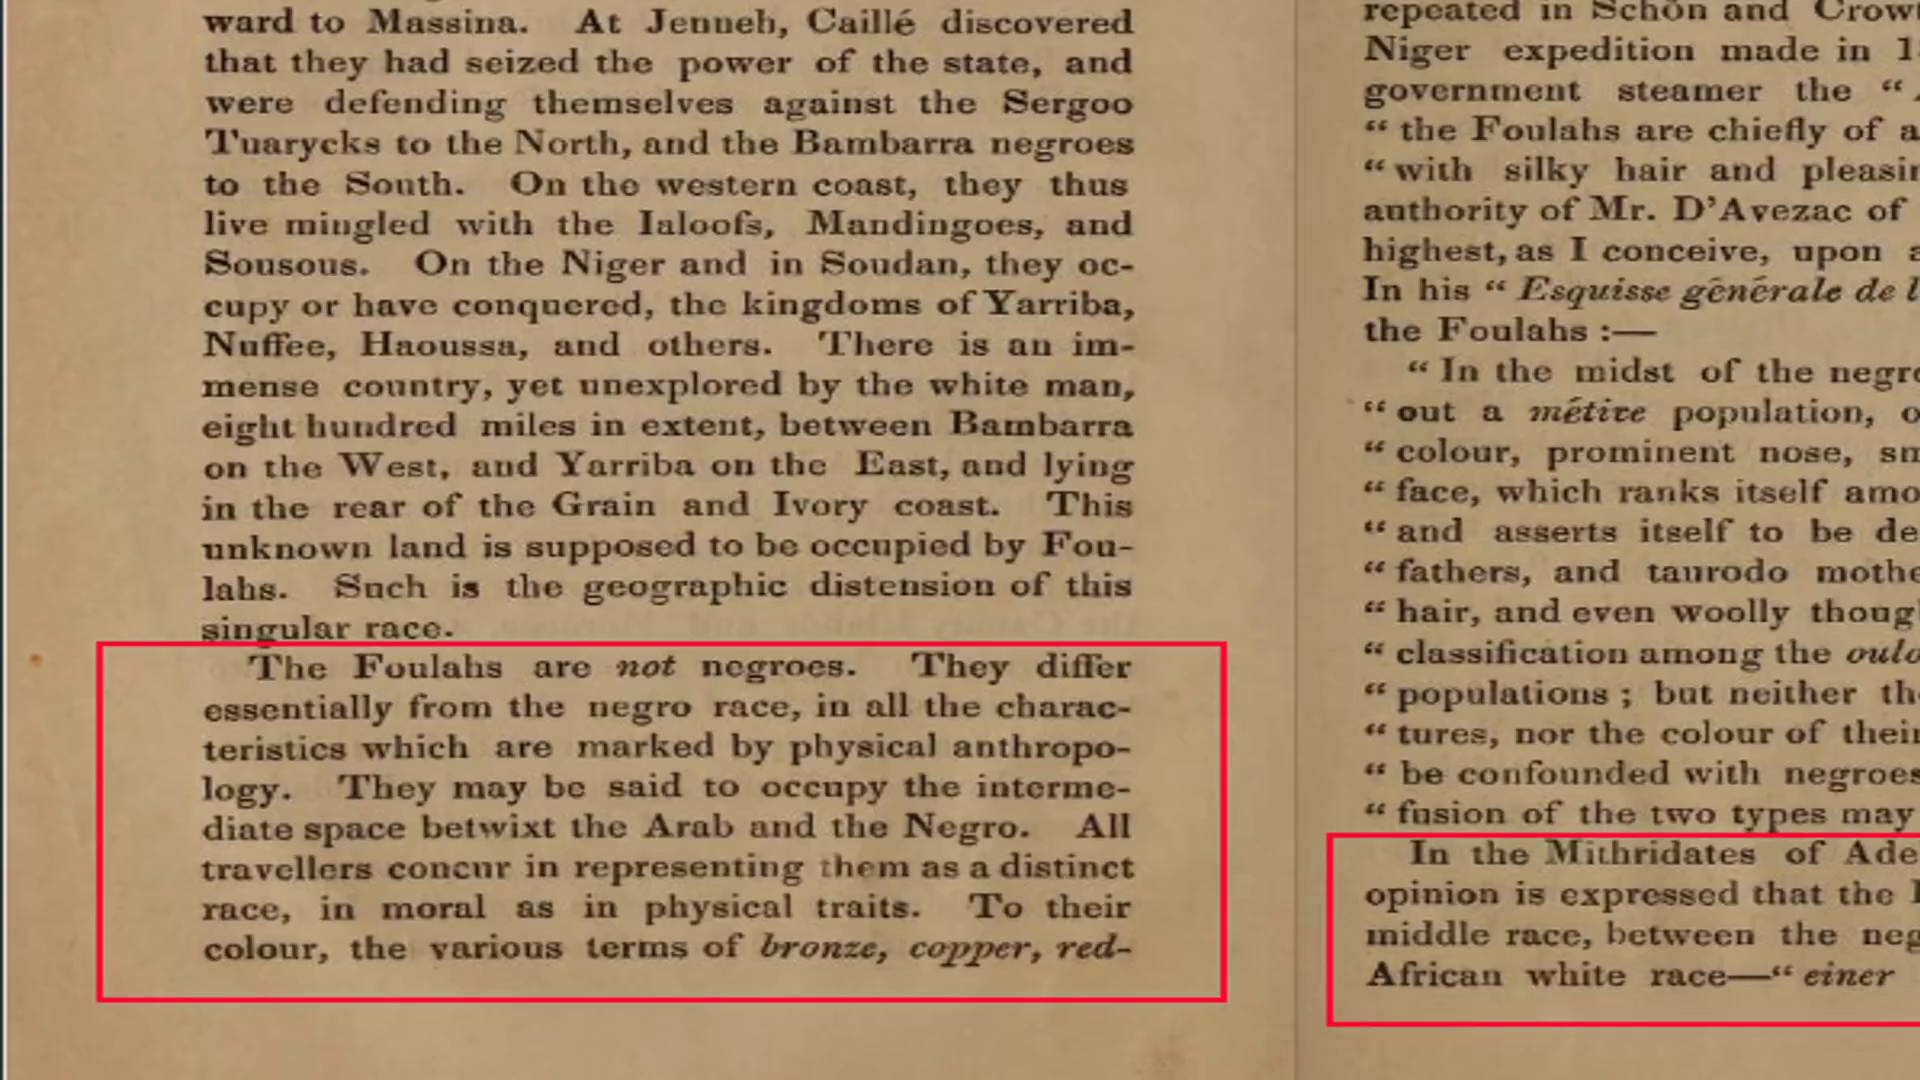 ward to Massina. At Jenneh, Caillé discovered
that they had seized the power of the state, and
were defending themselves against the Sergoo
Tuarycks to the North, and the Bambarra negroes
to the South. On the western coast, they thus
live mingled with the Ialoofs, Mandingoes, and
Sousous. On the Niger and in Soudan, they oc-
cupy or have conquered, the kingdoms of Yarriba,
Nuffee, Haoussa, and others. There is an im-
mense country, yet unexplored by the white man,
eight hundred miles in extent, between Bambarra
on the West, and Yarriba on the East, and lying
in the rear of the Grain and Ivory coast. This
unknown land is supposed to be occupied by Fou-
lahs. Such is the geographic distension of this
singular race.
The Foulahs are not negroes. They differ
essentially from the negro race, in all the charac-
teristics which are marked by physical anthropo-
logy. They may be said to occupy the interme-
diate space betwixt the Arab and the Negro. All
travellers concur in representing them as a distinct
race, in moral as in physical traits. To their
colour, the various terms of bronze, copper, red-
repeated in Schön and
Niger expedition made in
government steamer the "
" the Foulahs are chiefly of
" with silky hair and
authority of Mr. D'Avezac of
highest, as I conceive, upon
In his " Esquisse générale de
the Foulahs :—
" In the midst of the
" out a métive population,
" colour, prominent nose,
" face, which ranks itself
" and asserts itself to be
" fathers, and taurodo
" hair, and even woolly
" classification among the
" populations ; but neither
" tures, nor the colour of
" be confounded with negroes
" fusion of the two types may
In the Mithridates of
opinion is expressed that the
middle race, between the
African white race—" einer